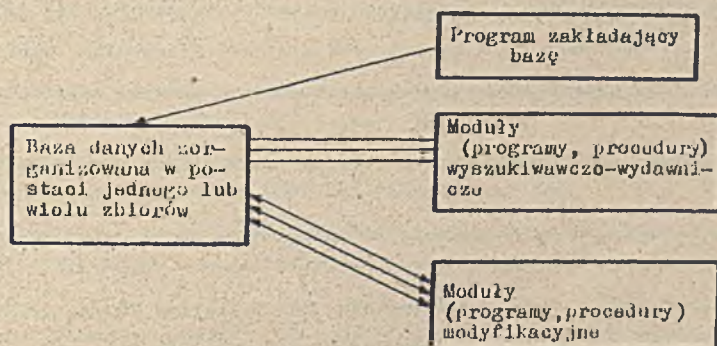 Program zakładający
bazę
Baza danych zor-
ganizowana w po-
staci jednego lub
wielu zbiorów
Moduły
(programy, procedury)
wyszukiwawczo-wydawni-
cze
Moduły
(programy, procedury)
modyfikacyjne